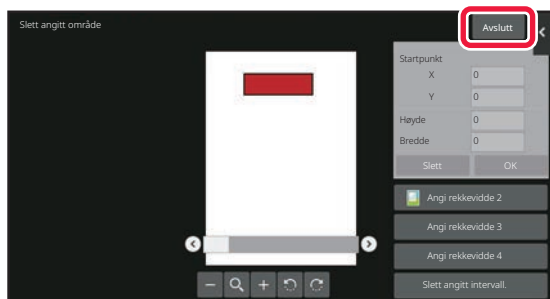 Slett angitt område
Avslutt
Startpunkt
X 0
Y 0
Høyde 0
Bredde 0
Slett OK
Angi rekkevidde 2
Angi rekkevidde 3
Angi rekkevidde 4
Slett angitt intervall.